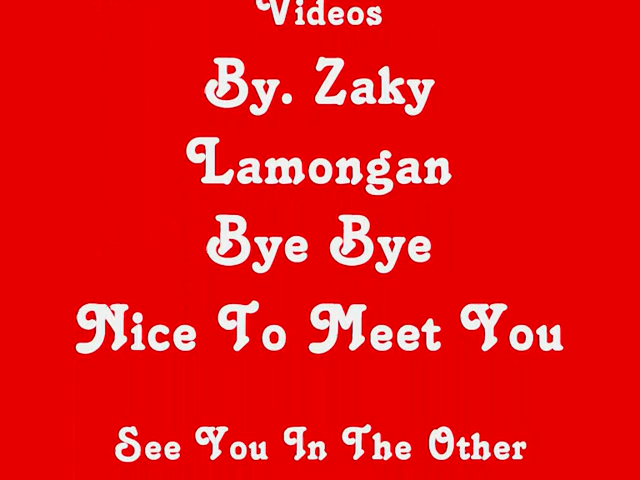 Videos
By. Zaky
Lamongan
Bye Bye
Nice To Meet You
See You In The Other